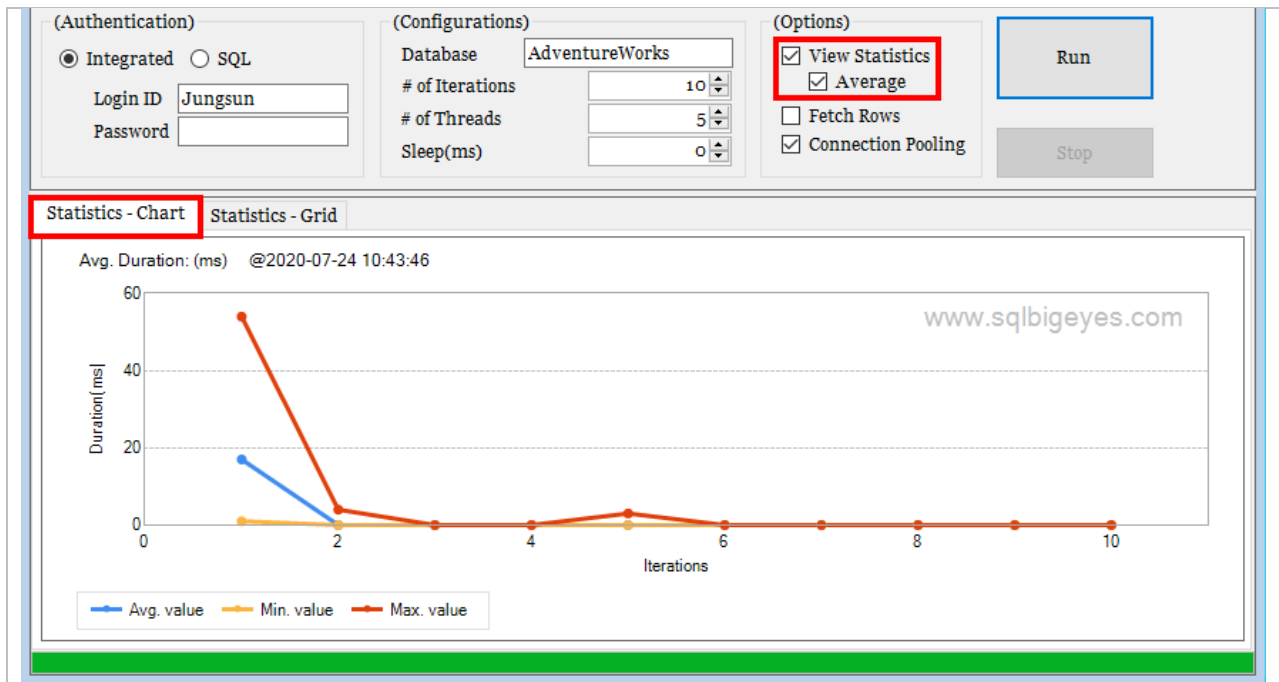 (Authentication)
Integrated SQL
Login ID Jungsun
Password
(Configurations)
Database AdventureWorks
# of Iterations 10
# of Threads 5
Sleep(ms) 0
(Options)
View Statistics
Average
Fetch Rows
Connection Pooling
Run
Stop
Statistics - Chart Statistics - Grid
Avg. Duration: (ms) @2020-07-24 10:43:46
www.sqlbigeyes.com
60
40
20
0
Duration[ms]
0 2 4 6 8 10
Iterations
Avg. value Min. value Max. value